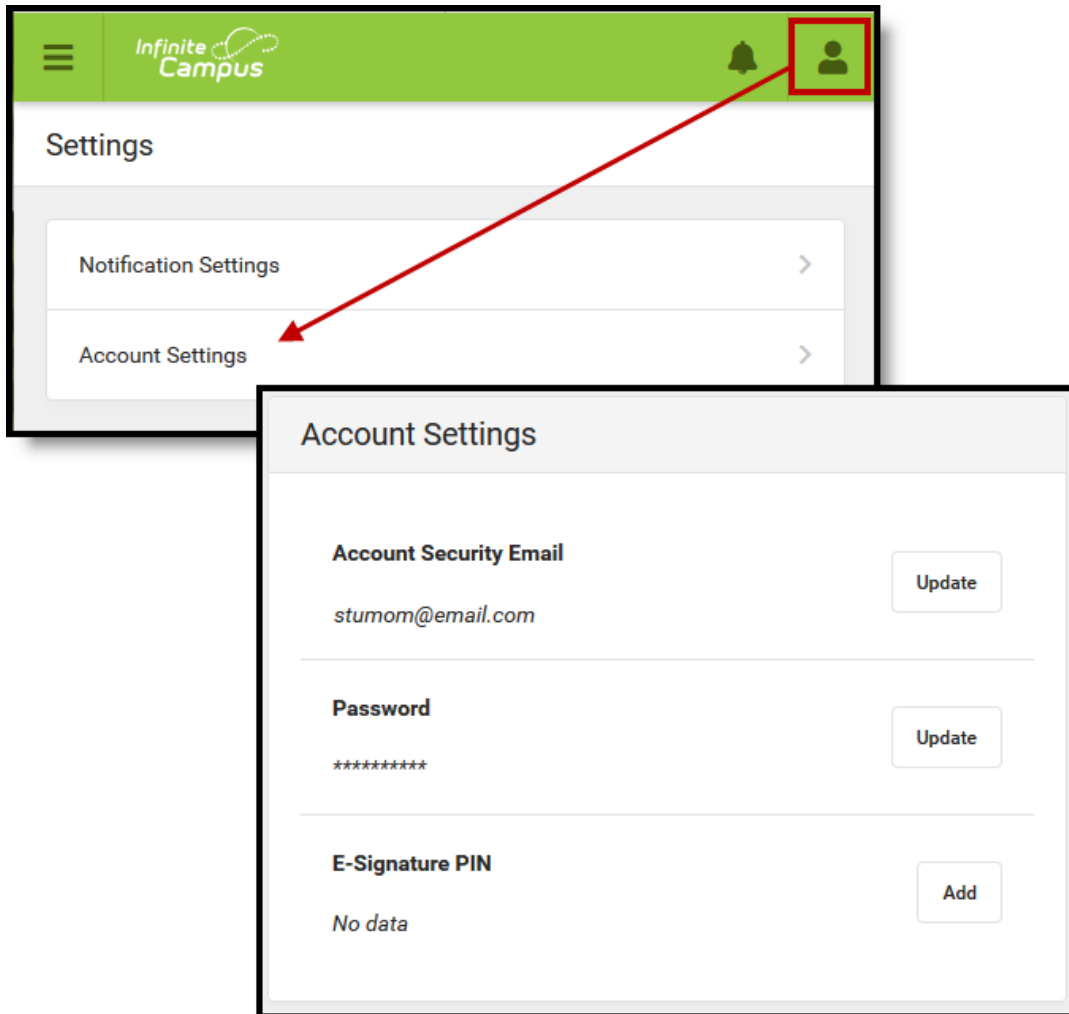 Infinite
Campus
Settings
Notification Settings
Account Settings
Account Settings
Account Security Email
Update
stumom@email.com
Password
Update
**********
E-Signature PIN
Add
No data